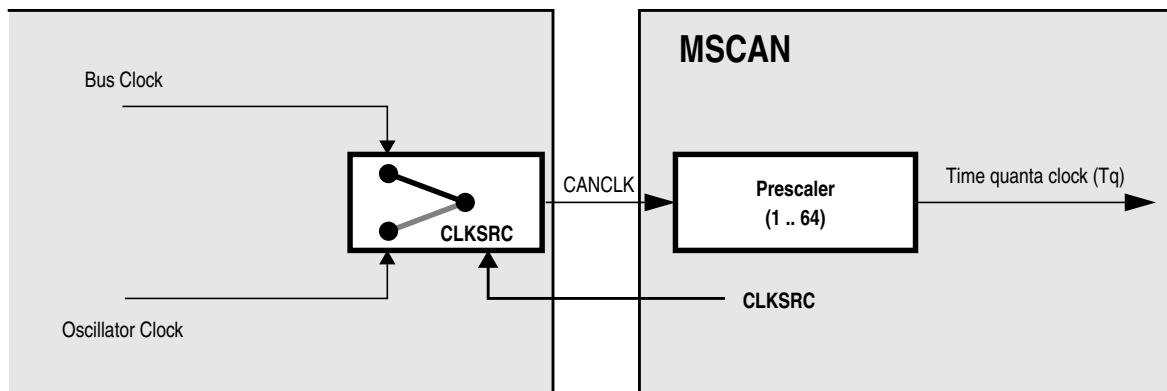 MSCAN
Bus Clock
CANCLK
Prescaler
(1 .. 64)
Time quanta clock (Tq)
CLKSRC
CLKSRC
Oscillator Clock